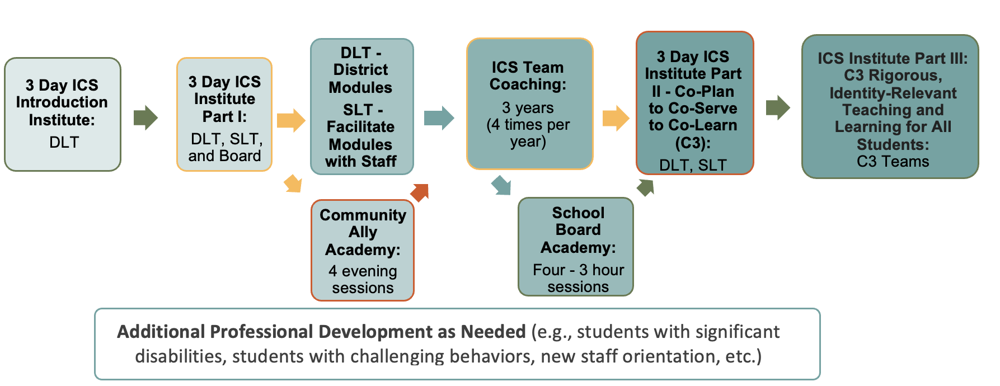 3 Day ICS
Introduction
Institute:
DLT
3 Day ICS
Institute
Part I:
DLT, SLT,
and Board
DLT -
District
Modules
SLT -
Facilitate
Modules
with Staff
Community
Ally
Academy:
4 evening
sessions
ICS Team
Coaching:
3 years
(4 times per
year)
School
Board
Academy:
Four - 3 hour
sessions
3 Day ICS
Institute Part
II - Co-Plan
to Co-Serve
to Co-Learn
(C3):
DLT, SLT
ICS Institute Part III:
C3 Rigorous,
Identity-Relevant
Teaching and
Learning for All
Students:
C3 Teams
Additional Professional Development as Needed (e.g., students with significant
disabilities, students with challenging behaviors, new staff orientation, etc.)